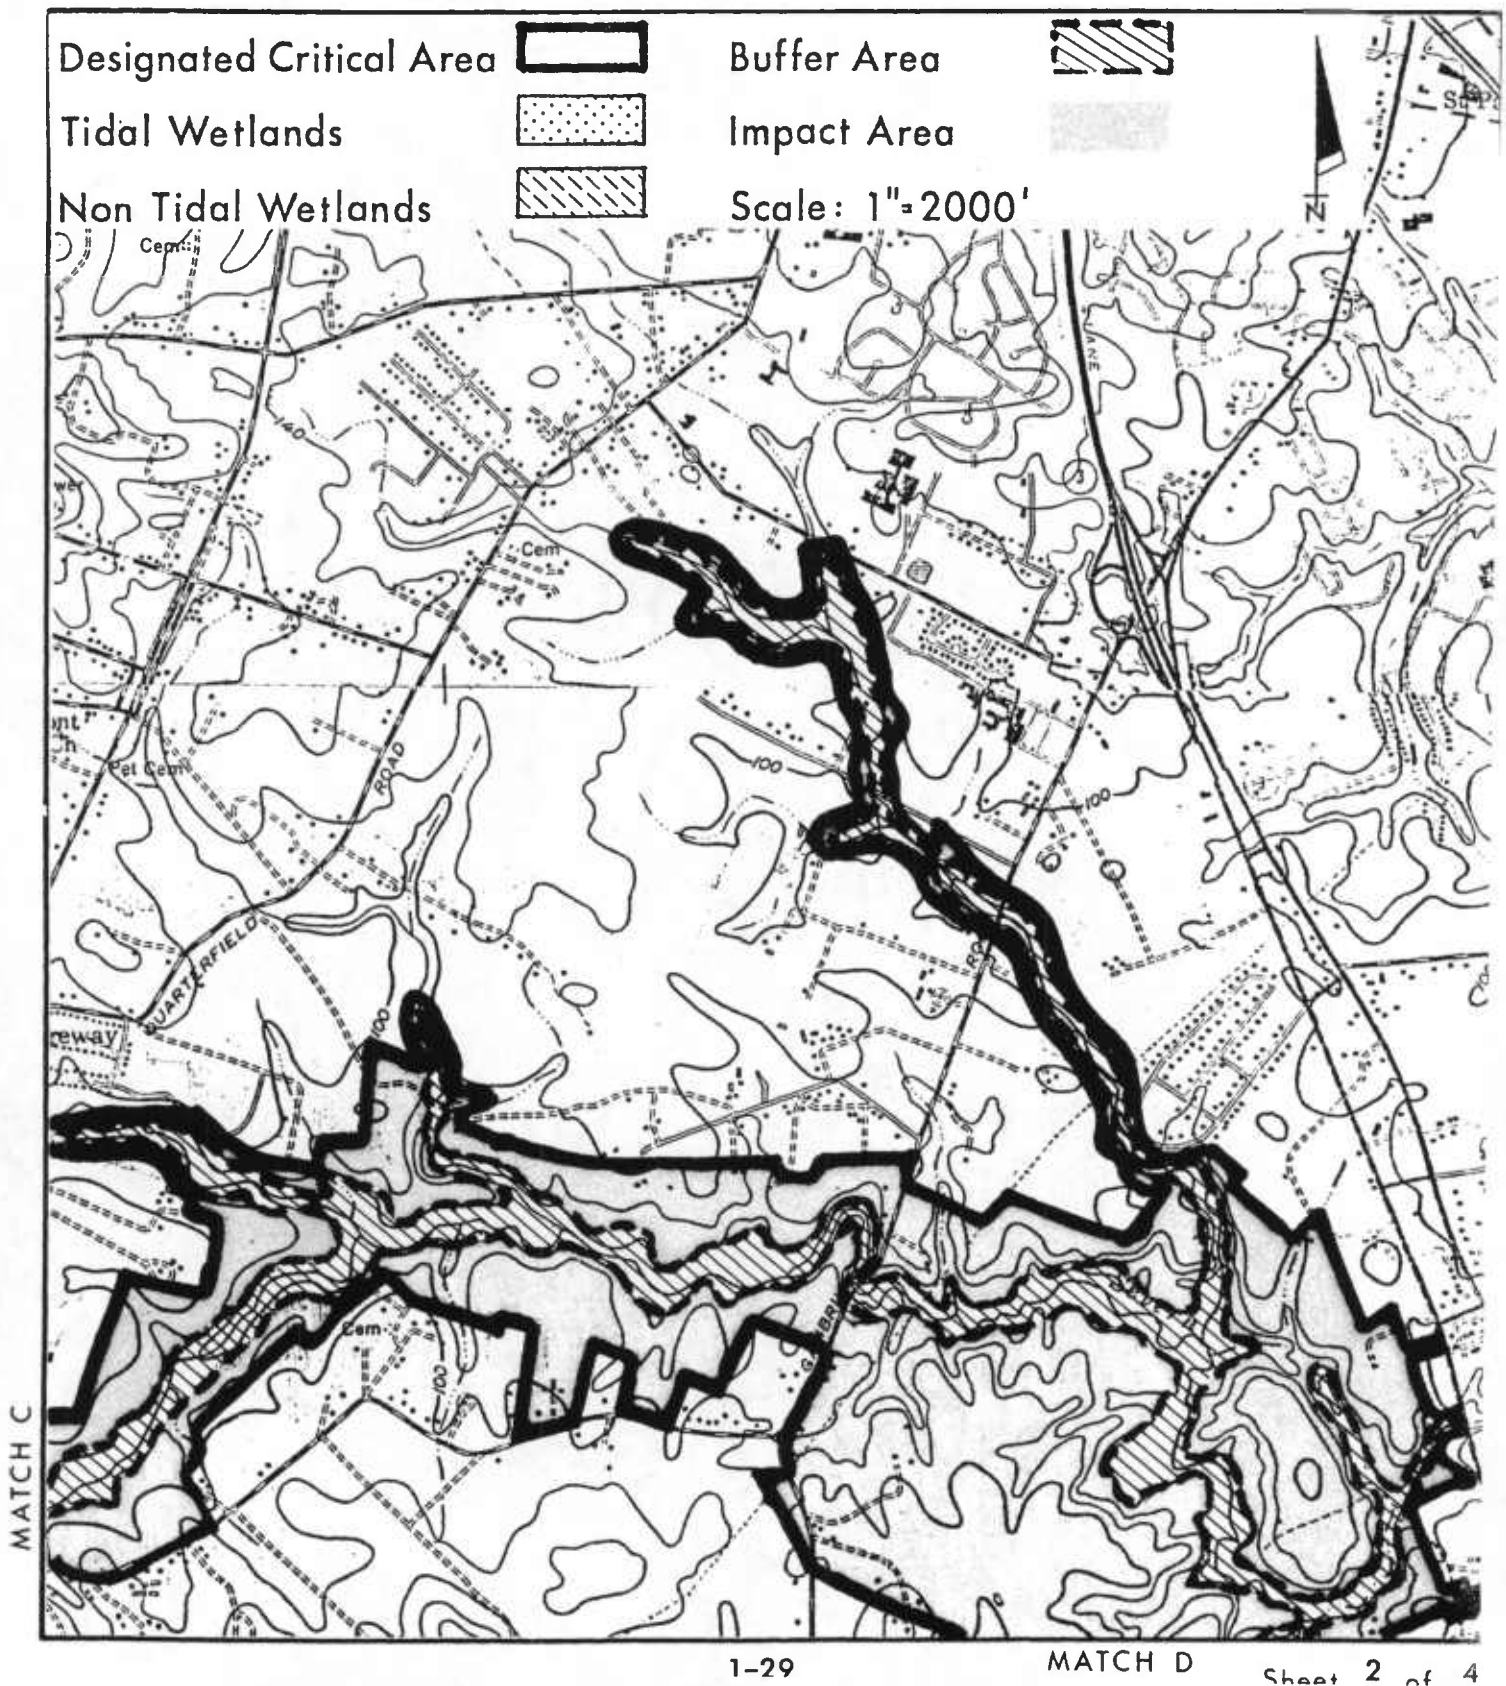 Designated Critical Area
Buffer Area
Tidal Wetlands
Impact Area
Non Tidal Wetlands
Scale: 1"=2000'
N
Cem
140
Cem
ROAD
100
100
Pet Cem
QUARTERFIELD
100
Cem
100
MATCH C
1-29
MATCH D
Sheet 2 of 4